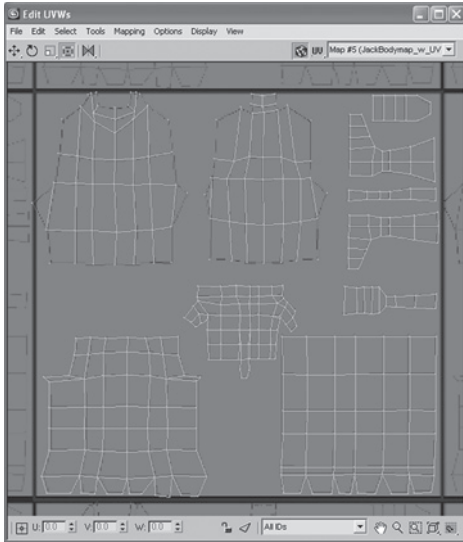 Edit UVWs
File Edit Select Tools Mapping Options Display View
UV Map #5 (JackBodymap_w_UV
U: 0.0 V: 0.0 W: 0.0 All IDs